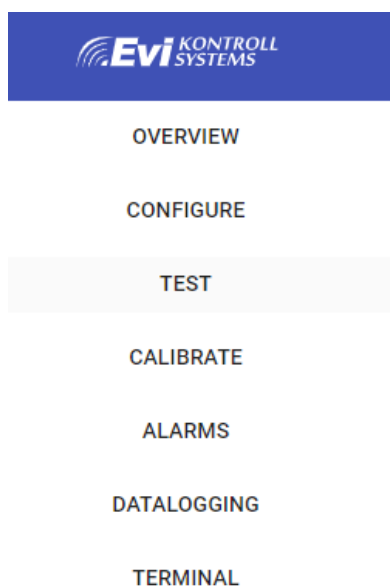 Evi KONTROLL
SYSTEMS
OVERVIEW
CONFIGURE
TEST
CALIBRATE
ALARMS
DATALOGGING
TERMINAL